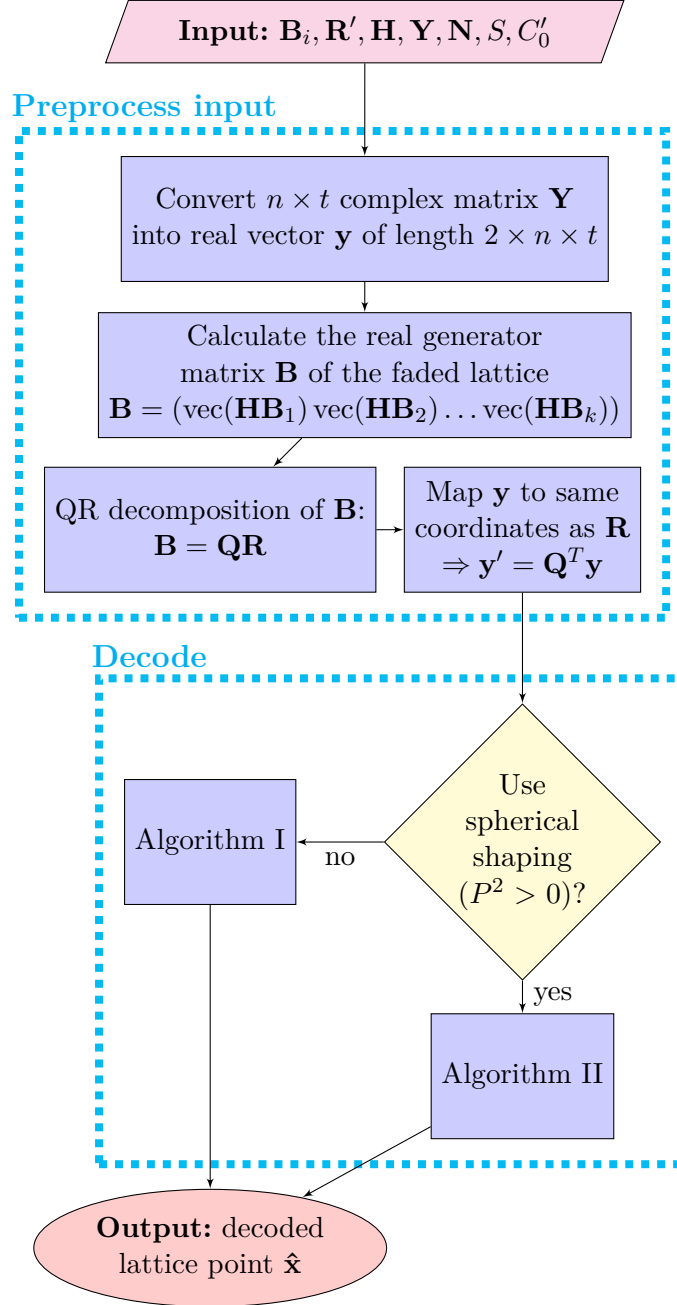 Input: B_i, R′, H, Y, N, S, C′_0
Preprocess input
Convert n × t complex matrix Y
into real vector y of length 2 × n × t
Calculate the real generator
matrix B of the faded lattice
B = (vec(HB_1) vec(HB_2) … vec(HB_k))
QR decomposition of B:
B = QR
Map y to same
coordinates as R
⇒ y′ = Q^T y
Decode
Use
spherical
shaping
(P^2 > 0)?
no
Algorithm I
yes
Algorithm II
Output: decoded
lattice point x̂